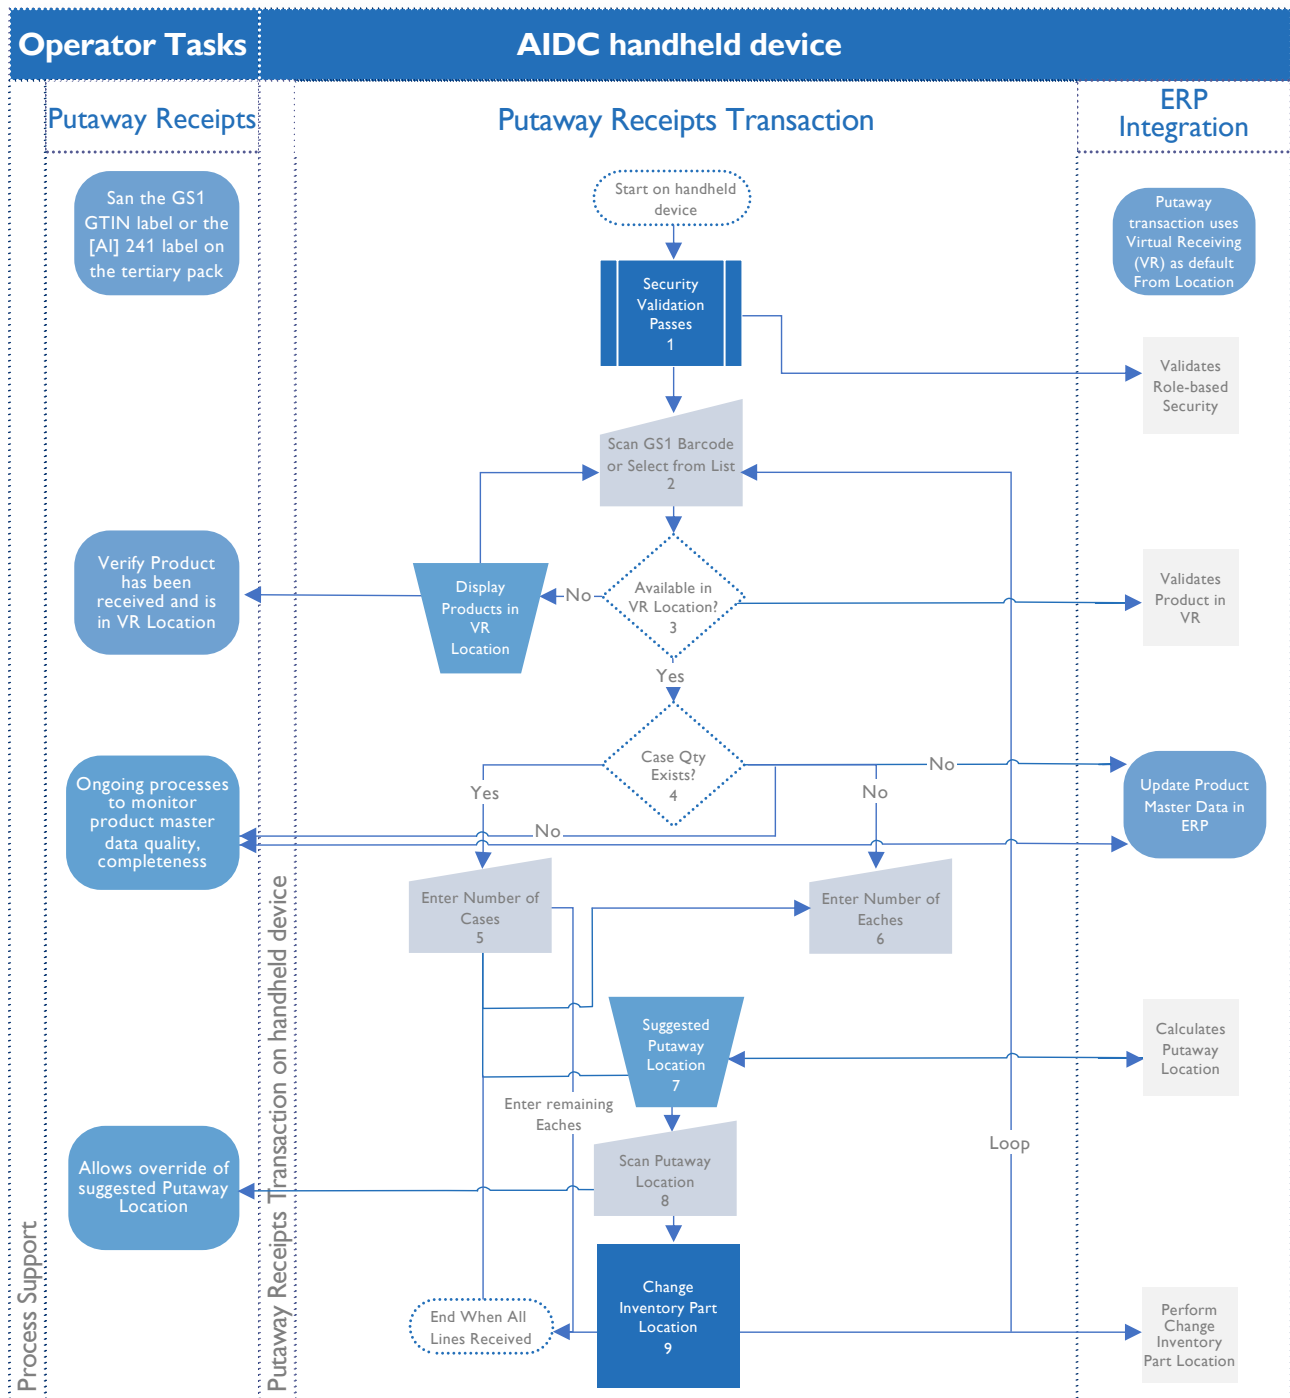 Operator Tasks
AIDC handheld device
Putaway Receipts
Putaway Receipts Transaction
ERP
Integration
San the GS1
GTIN label or the
[AI] 241 label on
the tertiary pack
Start on handheld
device
Putaway
transaction uses
Virtual Receiving
(VR) as default
From Location
Security
Validation
Passes
1
Validates
Role-based
Security
Scan GS1 Barcode
or Select from List
2
Verify Product
has been
received and is
in VR Location
Display
Products in
VR
Location
No
Available in
VR Location?
3
Validates
Product in
VR
Yes
Case Qty
Exists?
4
Yes
No
No
No
Ongoing processes
to monitor
product master
data quality,
completeness
Update Product
Master Data in
ERP
Enter Number of
Cases
5
Enter Number of
Eaches
6
Suggested
Putaway
Location
7
Calculates
Putaway
Location
Enter remaining
Eaches
Loop
Scan Putaway
Location
8
Allows override of
suggested Putaway
Location
Change
Inventory Part
Location
9
End When All
Lines Received
Perform
Change
Inventory
Part Location
Process Support
Putaway Receipts Transaction on handheld device